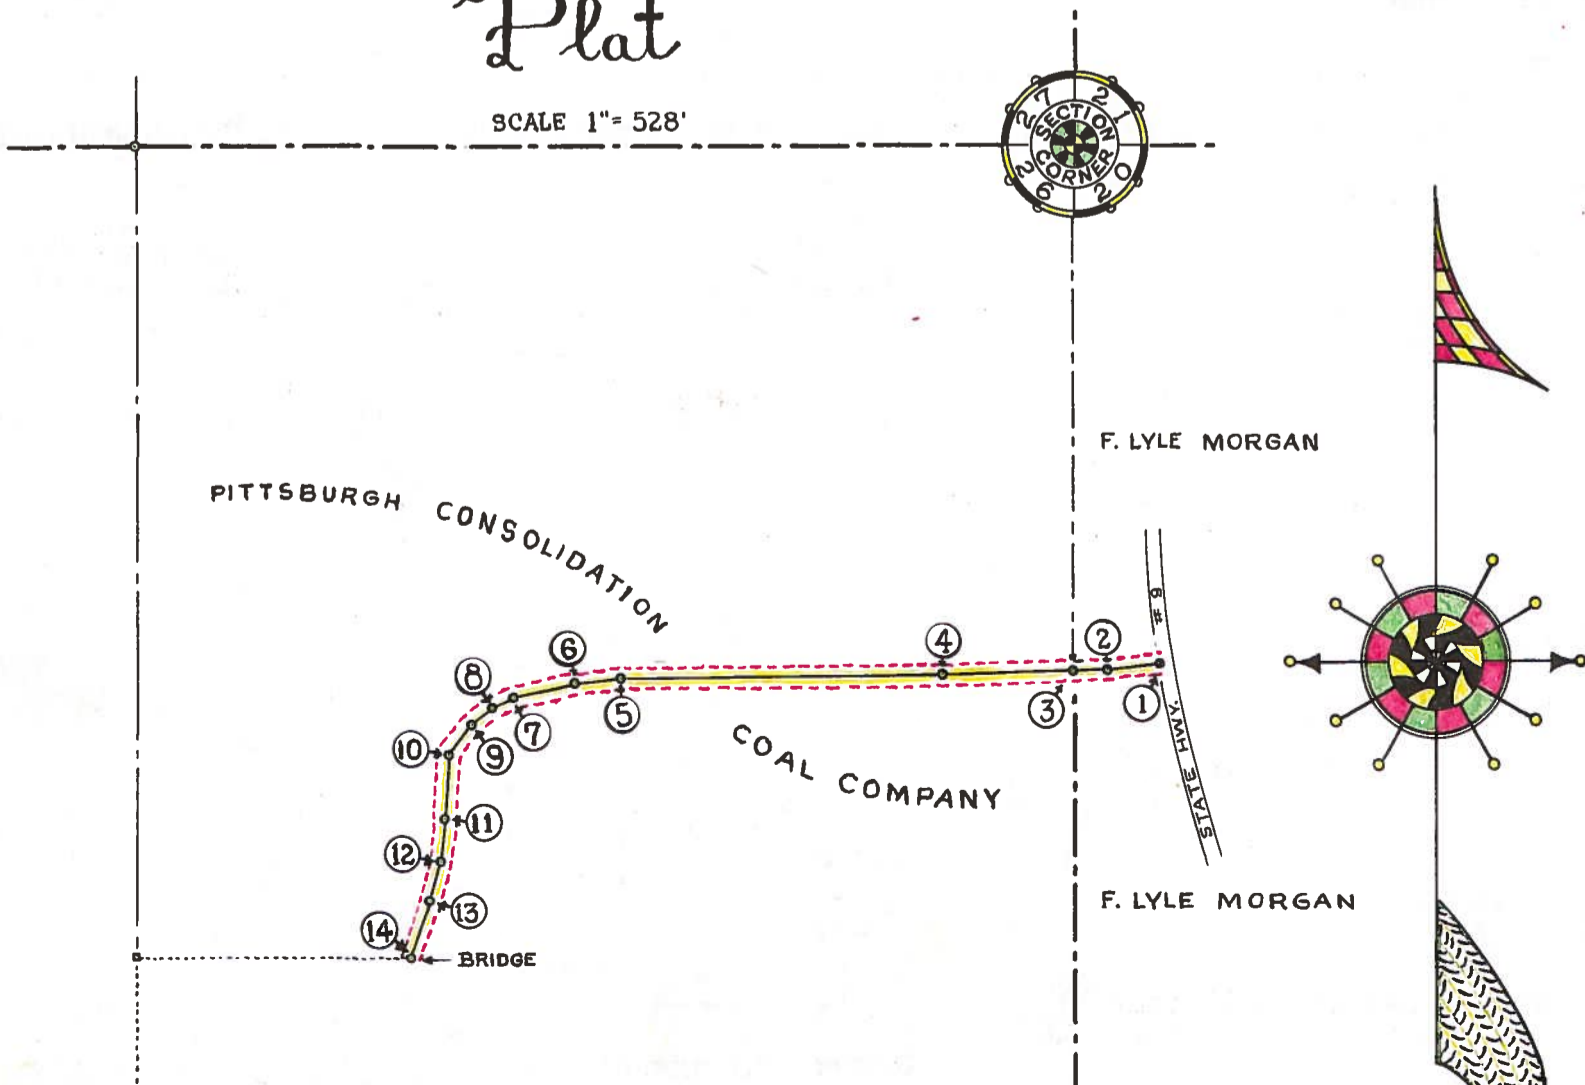 Plat
SCALE 1"= 528'
27 21
SECTION
CORNER
26 20
F. LYLE MORGAN
PITTSBURGH CONSOLIDATION
COAL COMPANY
# 9
STATE HWY.
1
2
3
4
5
6
7
8
9
10
11
12
13
14
BRIDGE
F. LYLE MORGAN